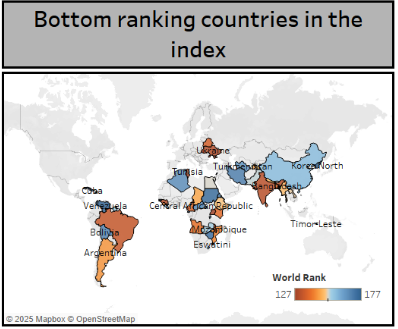 Bottom ranking countries in the
index
Ukraine
Tunisia
Turkmenistan
Korea North
Cuba
Bangladesh
Venezuela
Central African Republic
Timor-Leste
Bolivia
Mozambique
Eswatini
Argentina
World Rank
127 177
© 2025 Mapbox © OpenStreetMap